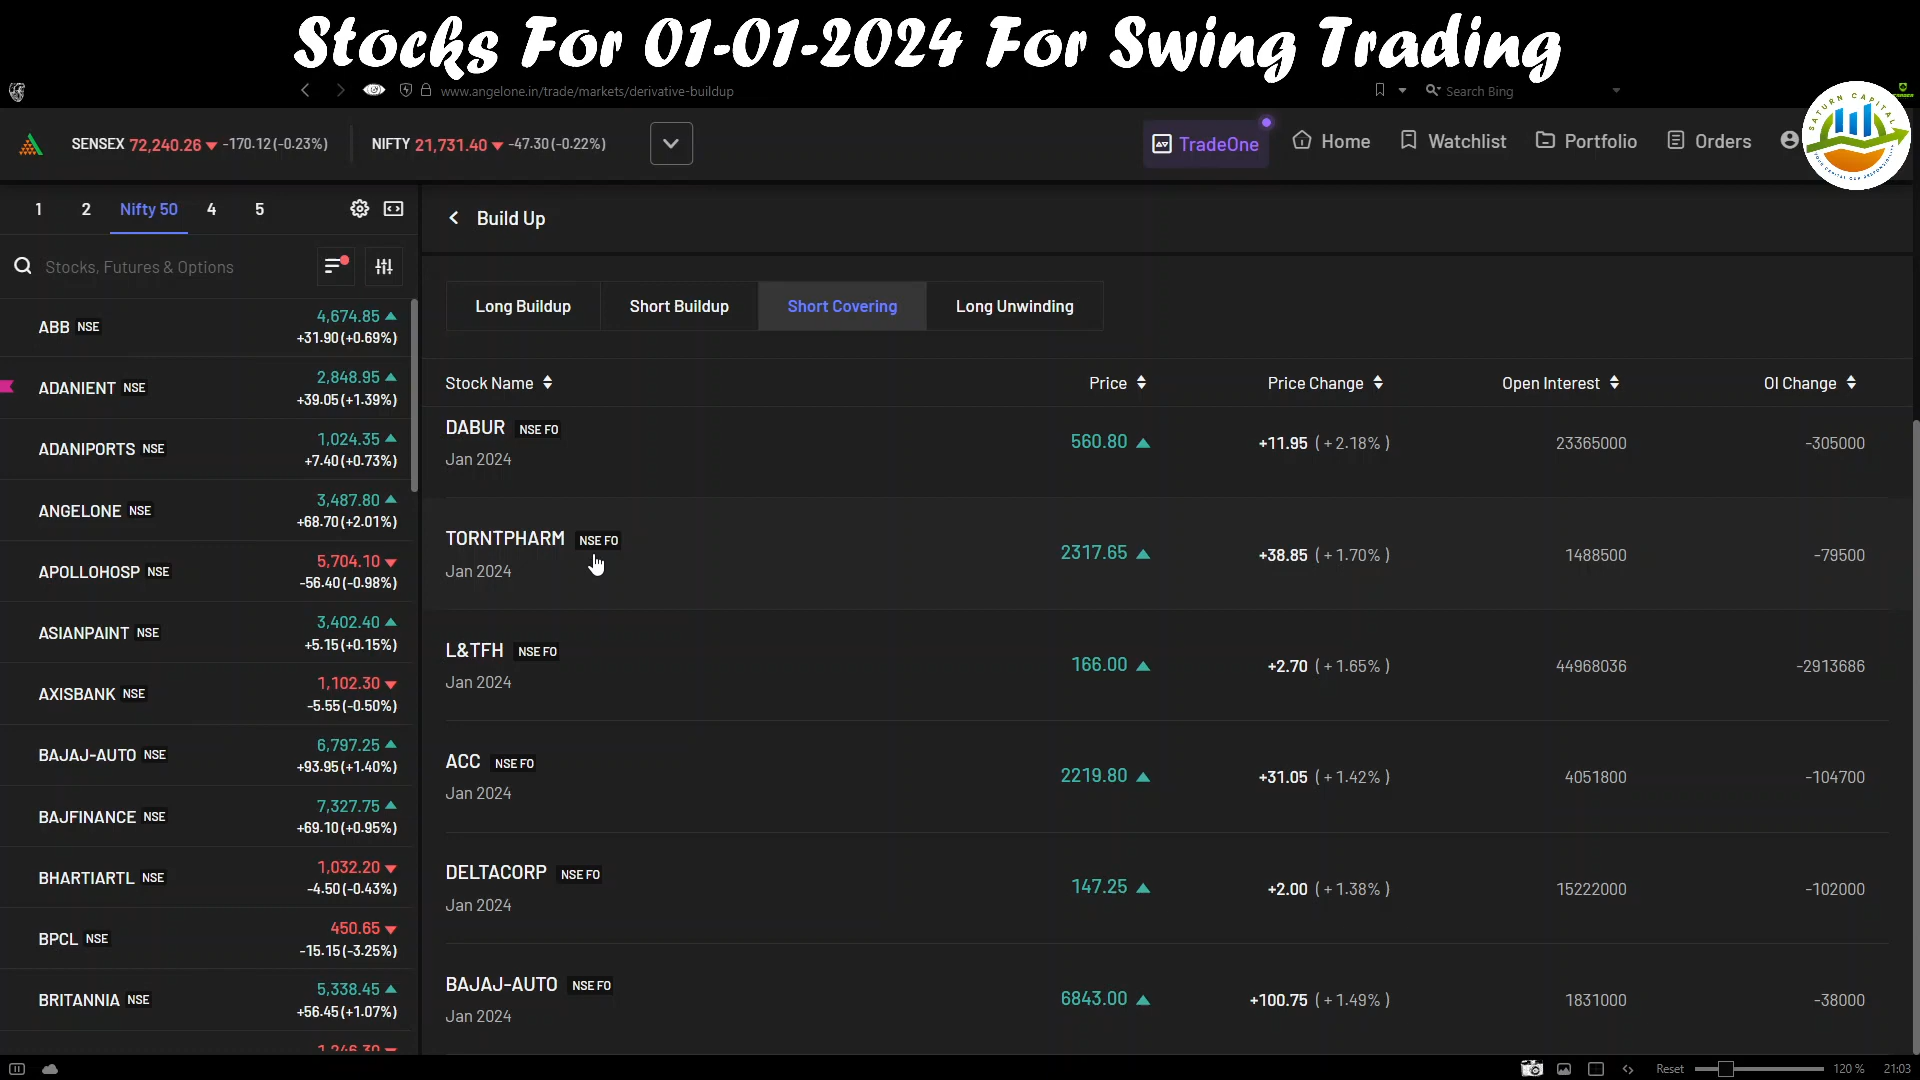 Stocks For 01-01-2024 For Swing Trading
www.angelone.in/trade/markets/derivative-buildup
Search Bing
SENSEX 72,240.26 -170.12(-0.23%)
NIFTY 21,731.40 -47.30(-0.22%)
TradeOne
Home
Watchlist
Portfolio
Orders
SATURN CAPITAL
YOUR CAPITAL OUR RESPONSIBILITY
1 2 Nifty 50 4 5
Stocks, Futures & Options
ABB NSE 4,674.85
+31.90(+0.69%)
ADANIENT NSE 2,848.95
+39.05(+1.39%)
ADANIPORTS NSE 1,024.35
+7.40(+0.73%)
ANGELONE NSE 3,487.80
+68.70(+2.01%)
APOLLOHOSP NSE 5,704.10
-56.40(-0.98%)
ASIANPAINT NSE 3,402.40
+5.15(+0.15%)
AXISBANK NSE 1,102.30
-5.55(-0.50%)
BAJAJ-AUTO NSE 6,797.25
+93.95(+1.40%)
BAJFINANCE NSE 7,327.75
+69.10(+0.95%)
BHARTIARTL NSE 1,032.20
-4.50(-0.43%)
BPCL NSE 450.65
-15.15(-3.25%)
BRITANNIA NSE 5,338.45
+56.45(+1.07%)
Build Up
Long Buildup
Short Buildup
Short Covering
Long Unwinding
Stock Name Price Price Change Open Interest OI Change
DABUR NSE FO 560.80 +11.95 ( + 2.18% ) 23365000 -305000
Jan 2024
TORNTPHARM NSE FO 2317.65 +38.85 ( + 1.70% ) 1488500 -79500
Jan 2024
L&TFH NSE FO 166.00 +2.70 ( + 1.65% ) 44968036 -2913686
Jan 2024
ACC NSE FO 2219.80 +31.05 ( + 1.42% ) 4051800 -104700
Jan 2024
DELTACORP NSE FO 147.25 +2.00 ( + 1.38% ) 15222000 -102000
Jan 2024
BAJAJ-AUTO NSE FO 6843.00 +100.75 ( + 1.49% ) 1831000 -38000
Jan 2024
Reset
120 %
21:03